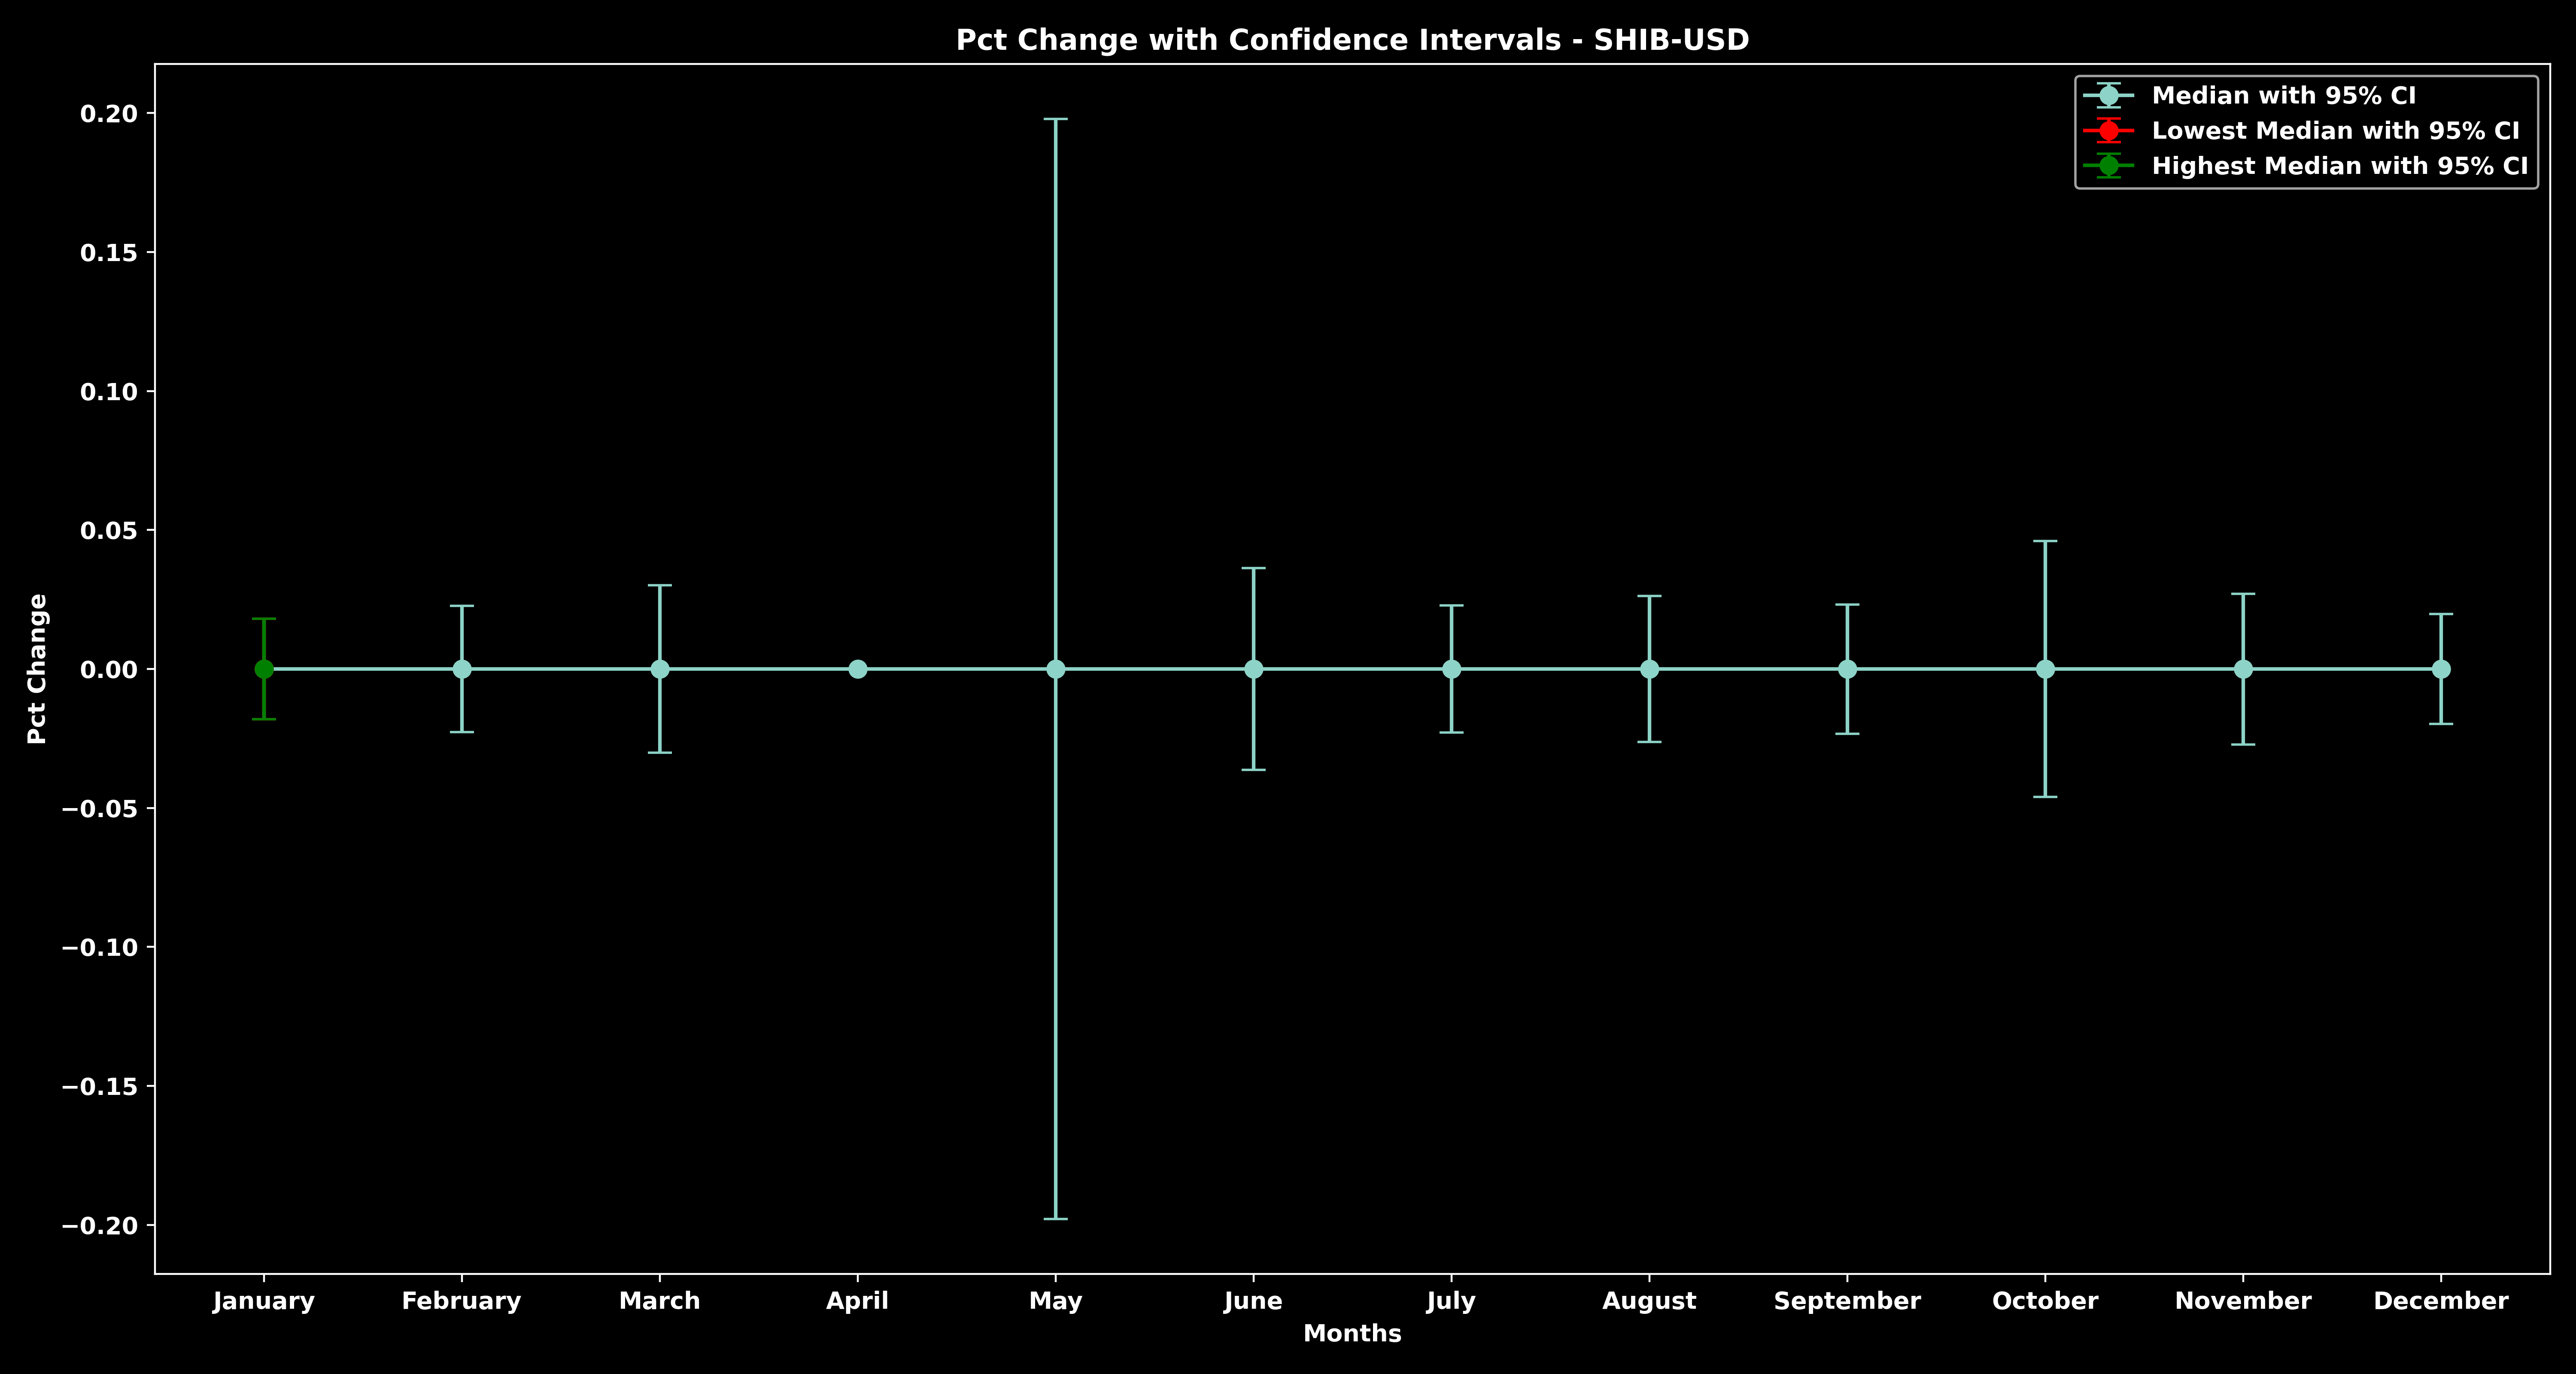 Pct Change with Confidence Intervals - SHIB-USD
Median with 95% CI
Lowest Median with 95% CI
Highest Median with 95% CI
Pct Change
0.20
0.15
0.10
0.05
0.00
−0.05
−0.10
−0.15
−0.20
January February March April May June July August September October November December
Months